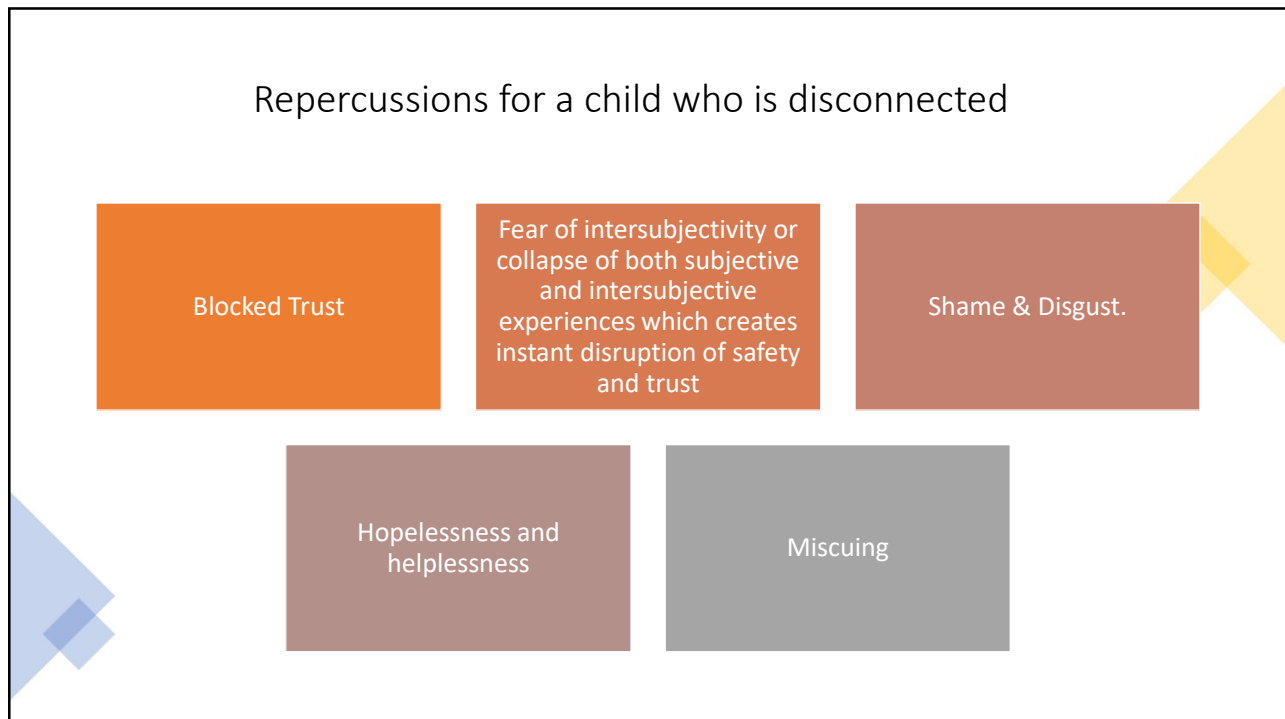 Repercussions for a child who is disconnected
Blocked Trust
Fear of intersubjectivity or
collapse of both subjective
and intersubjective
experiences which creates
instant disruption of safety
and trust
Shame & Disgust.
Hopelessness and
helplessness
Miscuing